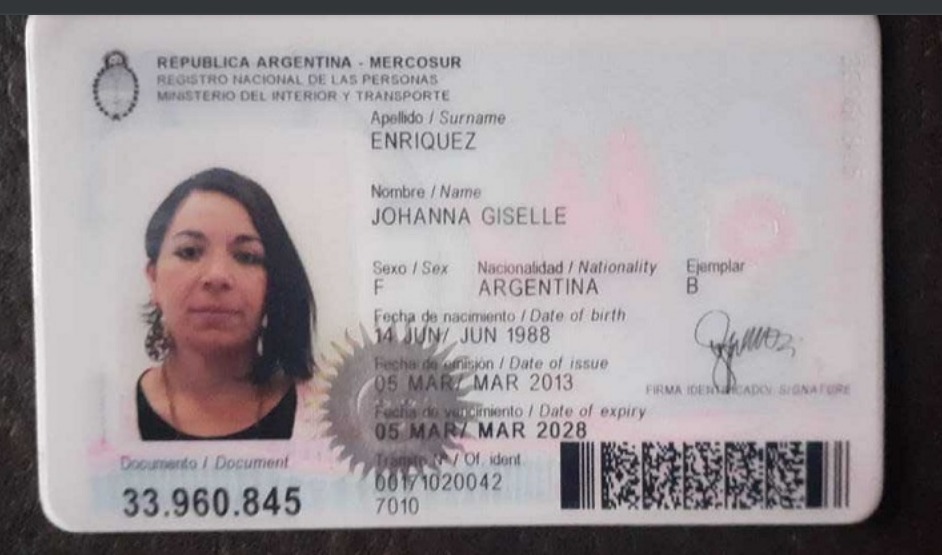 REPUBLICA ARGENTINA - MERCOSUR
REGISTRO NACIONAL DE LAS PERSONAS
MINISTERIO DEL INTERIOR Y TRANSPORTE
Apellido / Surname
ENRIQUEZ
Nombre / Name
JOHANNA GISELLE
Sexo / Sex Nacionalidad / Nationality Ejemplar
F ARGENTINA B
Fecha de nacimiento / Date of birth
14 JUN/ JUN 1988
Fecha de emisión / Date of issue
05 MAR/ MAR 2013
FIRMA IDENTIFICADO/ SIGNATURE
Fecha de vencimiento / Date of expiry
05 MAR/ MAR 2028
Documento / Document
33.960.845
Trámite Nº / Of. ident
00171020042
7010